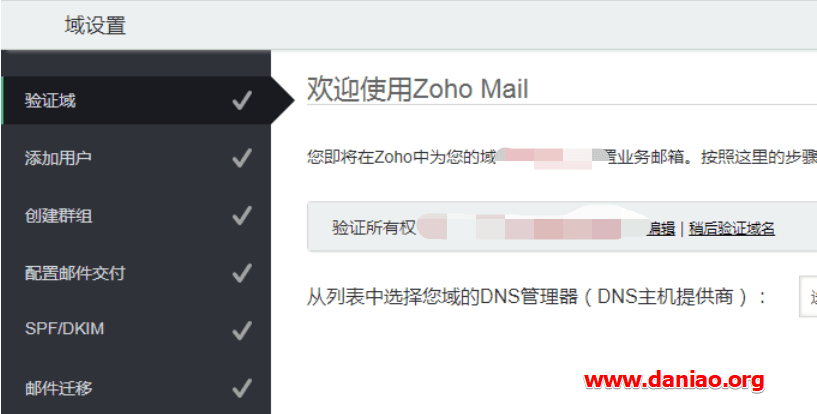 域设置
验证域
添加用户
创建群组
配置邮件交付
SPF/DKIM
邮件迁移
欢迎使用Zoho Mail
您即将在Zoho中为您的域 置业务邮箱。按照这里的步骤
验证所有权 编辑 | 稍后验证域名
从列表中选择您域的DNS管理器（DNS主机提供商）：
www.daniao.org